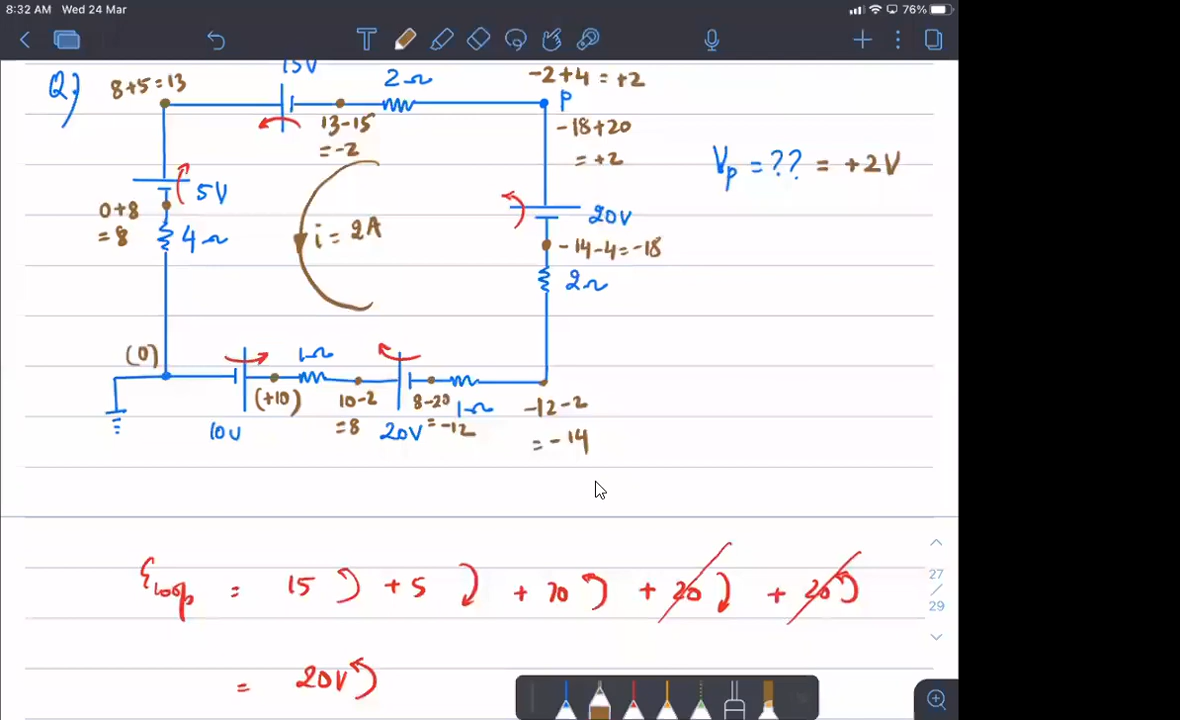 8:32 AM Wed 24 Mar
76%
Q)
8+5=13
15V
2Ω
-2+4 = +2
P
13-15
= -2
-18+20
= +2
Vp = ?? = +2V
5V
0+8
= 8
4Ω
i = 2A
20V
-14-4=-18
2Ω
(0)
1Ω
(+10)
10-2
= 8
8-20
= -12
1Ω
-12-2
= -14
10V
20V
27
/
29
εloop = 15 + 5 + 10 + 20 + 20
= 20V